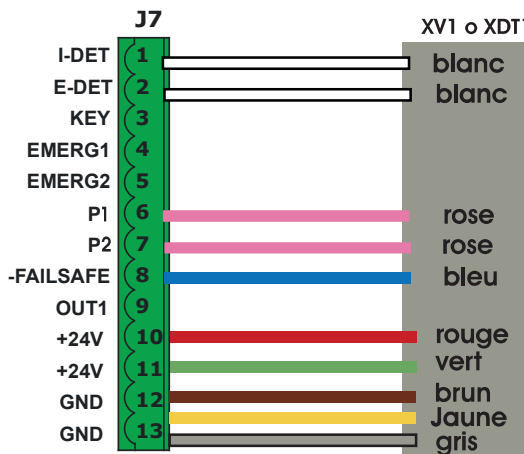 J7
XV1 o XDT1
I-DET 1 blanc
E-DET 2 blanc
KEY 3
EMERG1 4
EMERG2 5
P1 6 rose
P2 7 rose
-FAILSAFE 8 bleu
OUT1 9
+24V 10 rouge
+24V 11 vert
GND 12 brun
Jaune
GND 13 gris